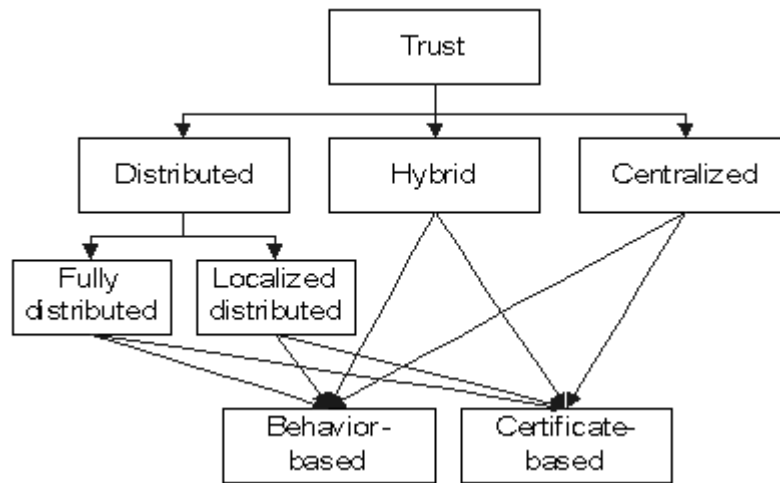 Trust
Distributed
Hybrid
Centralized
Fully
distributed
Localized
distributed
Behavior-
based
Certificate-
based